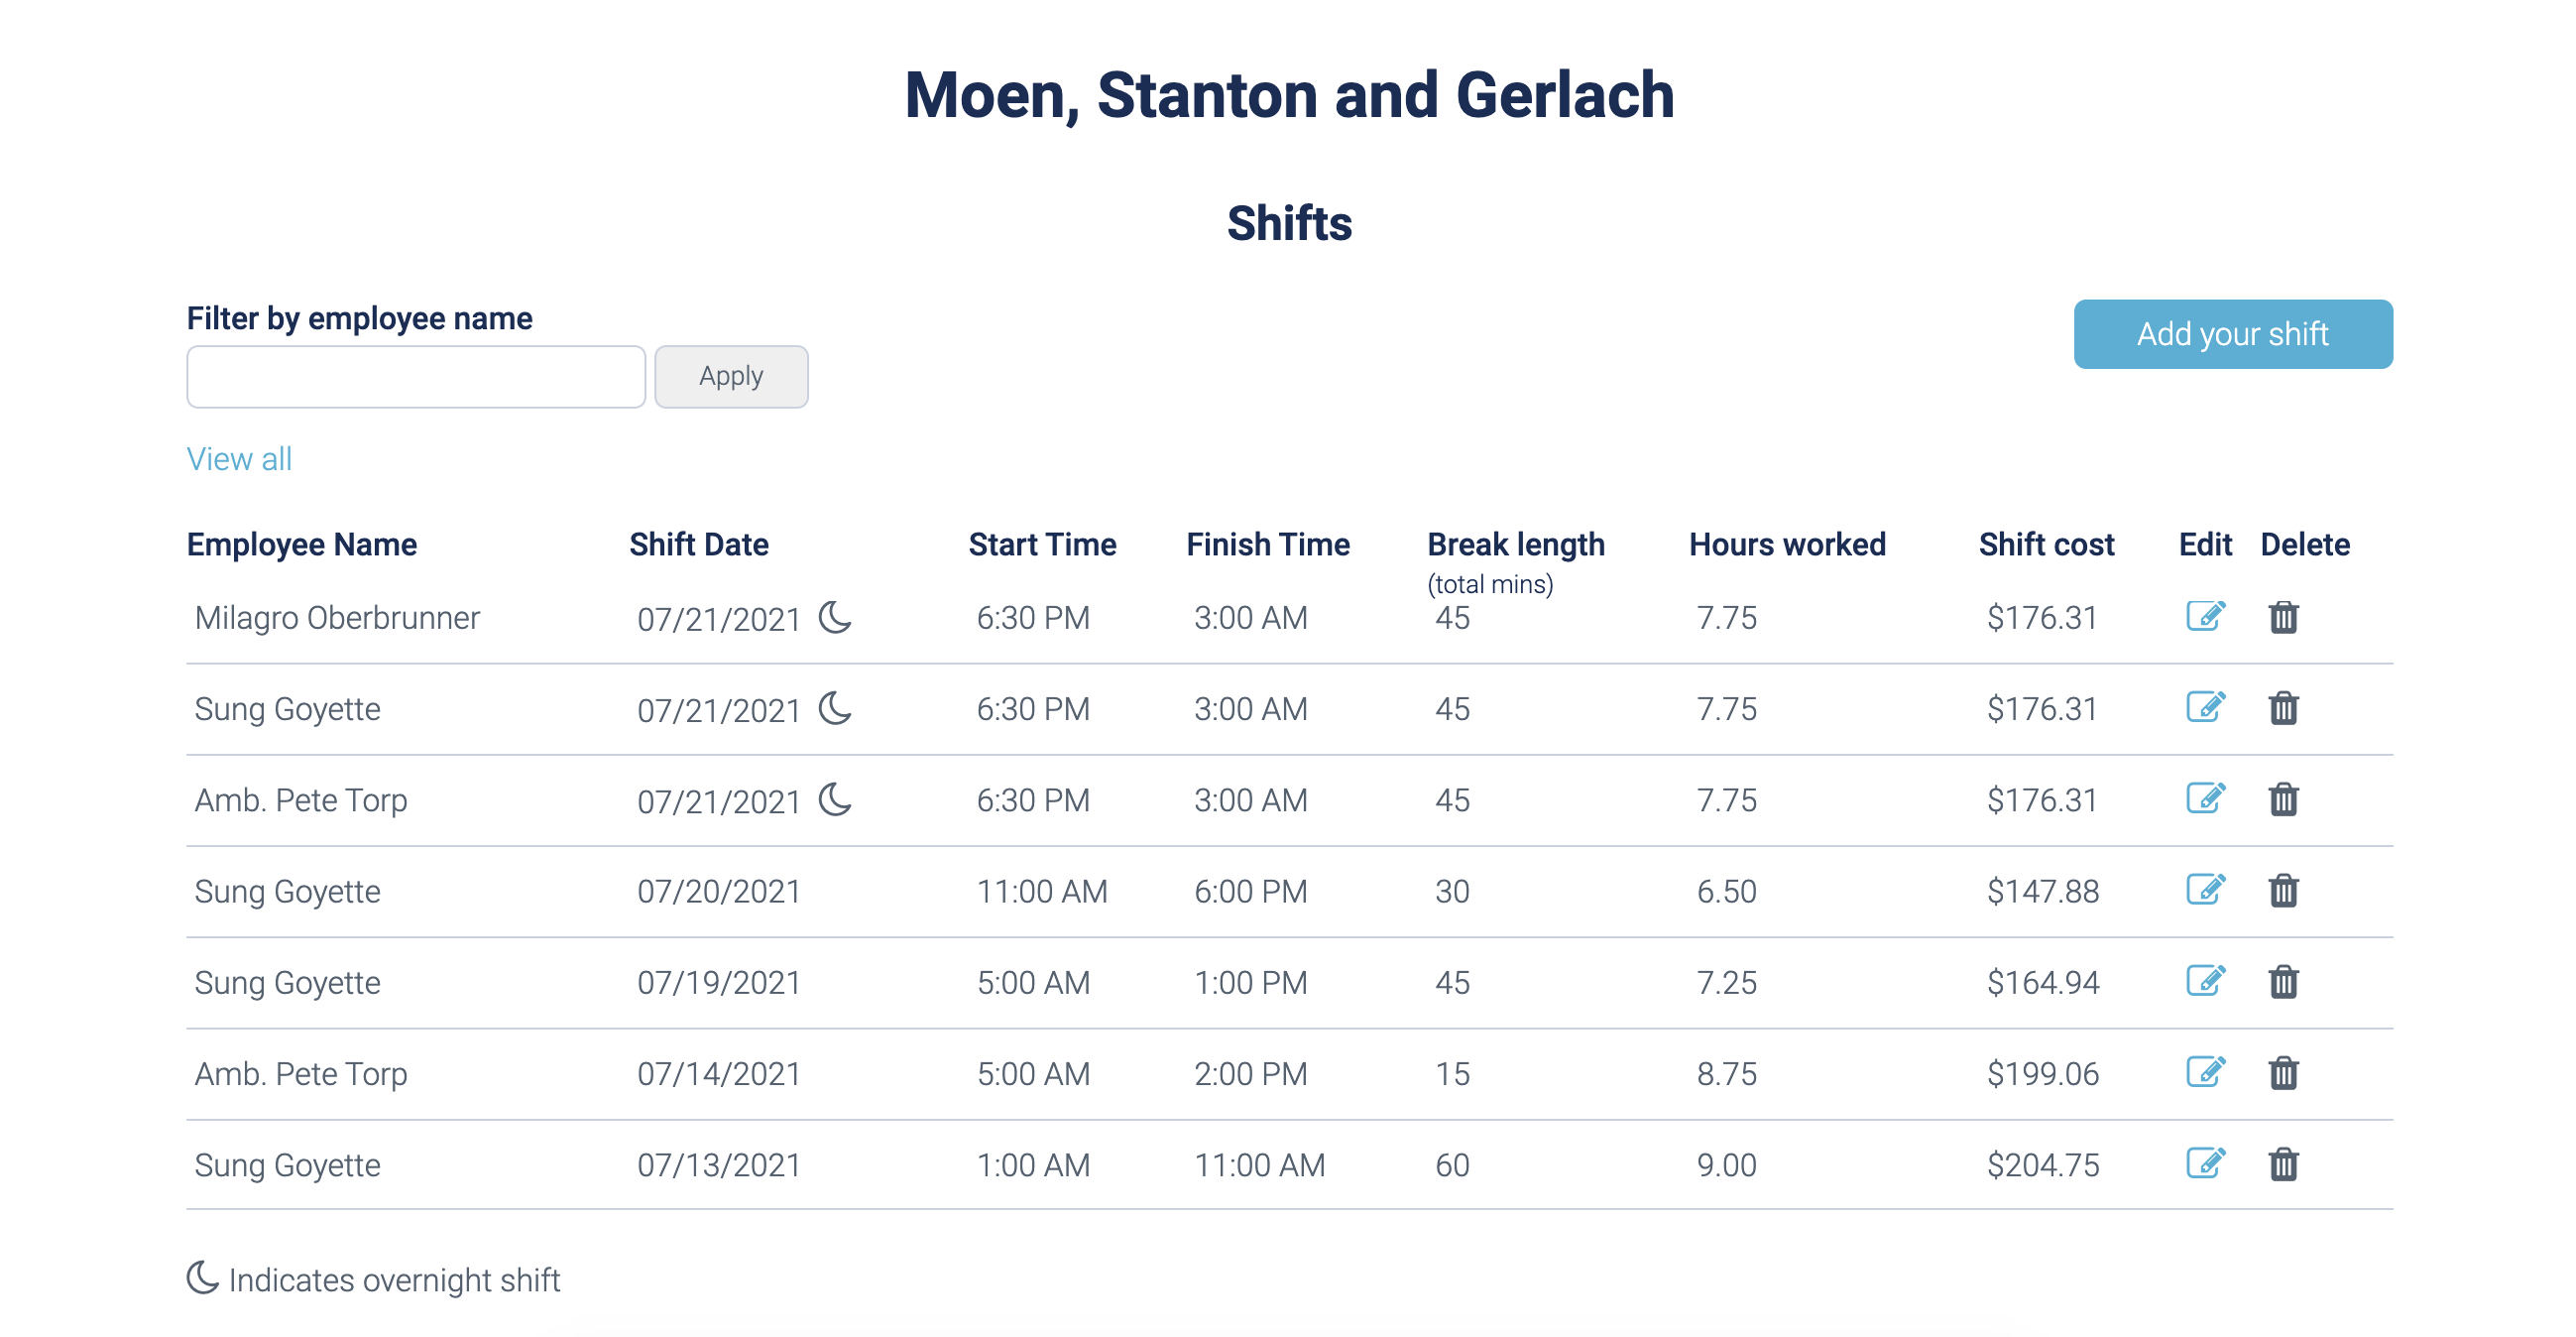 Moen, Stanton and Gerlach
Shifts
Filter by employee name
Add your shift
Apply
View all
Employee Name Shift Date Start Time Finish Time Break length Hours worked Shift cost Edit Delete
(total mins)
Milagro Oberbrunner 07/21/2021 6:30 PM 3:00 AM 45 7.75 $176.31
Sung Goyette 07/21/2021 6:30 PM 3:00 AM 45 7.75 $176.31
Amb. Pete Torp 07/21/2021 6:30 PM 3:00 AM 45 7.75 $176.31
Sung Goyette 07/20/2021 11:00 AM 6:00 PM 30 6.50 $147.88
Sung Goyette 07/19/2021 5:00 AM 1:00 PM 45 7.25 $164.94
Amb. Pete Torp 07/14/2021 5:00 AM 2:00 PM 15 8.75 $199.06
Sung Goyette 07/13/2021 1:00 AM 11:00 AM 60 9.00 $204.75
Indicates overnight shift